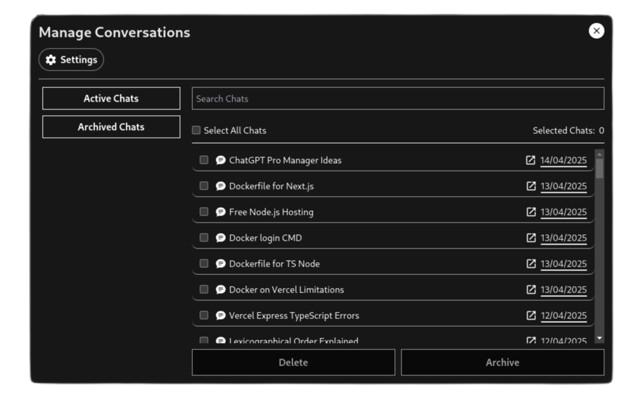 Manage Conversations
Settings
Active Chats
Archived Chats
Search Chats
Select All Chats Selected Chats: 0
ChatGPT Pro Manager Ideas 14/04/2025
Dockerfile for Next.js 13/04/2025
Free Node.js Hosting 13/04/2025
Docker login CMD 13/04/2025
Dockerfile for TS Node 13/04/2025
Docker on Vercel Limitations 13/04/2025
Vercel Express TypeScript Errors 12/04/2025
Lexicographical Order Explained 12/04/2025
Delete Archive